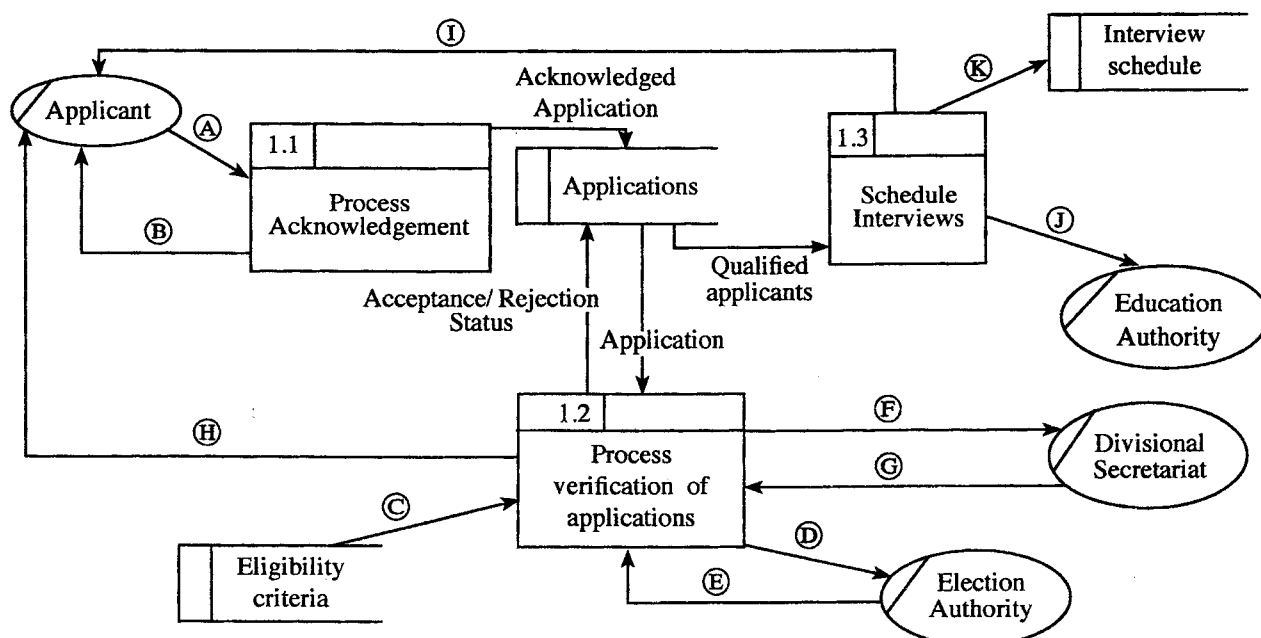 Ⓘ
Interview
schedule
Ⓚ
Acknowledged
Application
Applicant
Ⓐ
1.1
1.3
Process
Acknowledgement
Applications
Schedule
Interviews
Ⓑ
Ⓙ
Qualified
applicants
Acceptance/ Rejection
Status
Education
Authority
Application
1.2
Ⓕ
Ⓗ
Process
verification of
applications
Divisional
Secretariat
Ⓖ
Ⓒ
Ⓓ
Eligibility
criteria
Ⓔ
Election
Authority